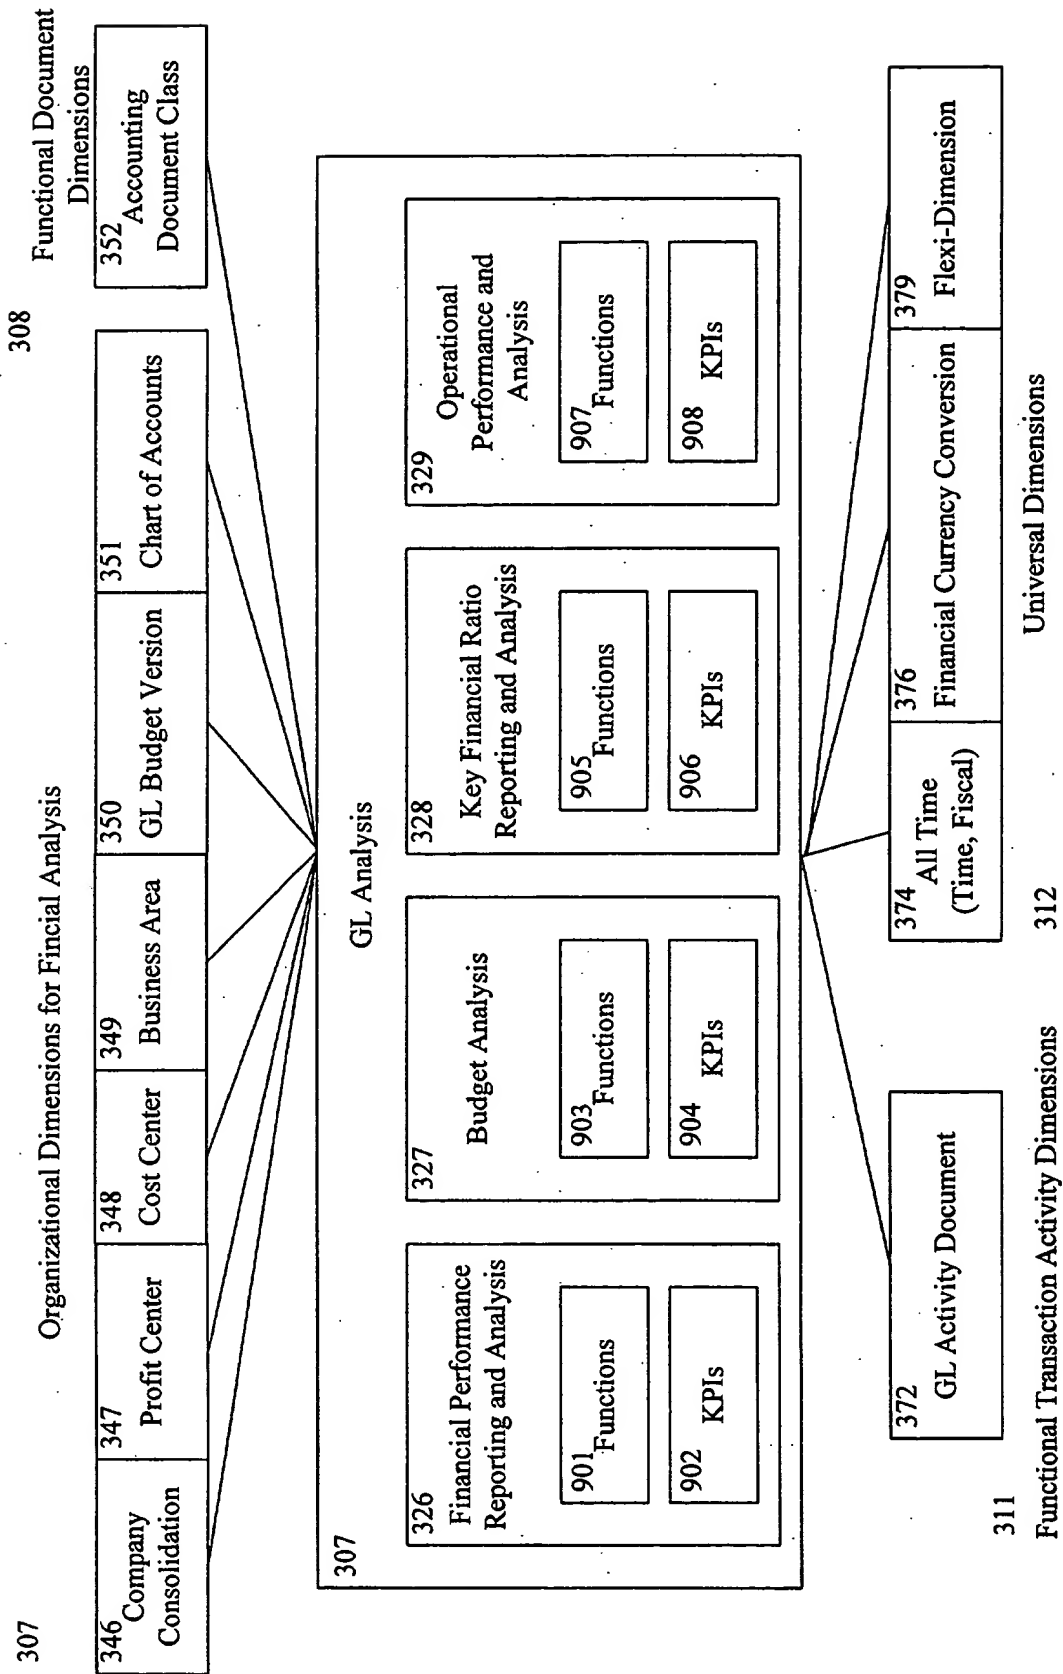 307
Organizational Dimensions for Fincial Analysis
308
Functional Document
Dimensions
346
Company
Consolidation
347
Profit Center
348
Cost Center
349
Business Area
350
GL Budget Version
351
Chart of Accounts
352
Accounting
Document Class
307
GL Analysis
326
Financial Performance
Reporting and Analysis
901
Functions
902
KPIs
327
Budget Analysis
903
Functions
904
KPIs
328
Key Financial Ratio
Reporting and Analysis
905
Functions
906
KPIs
329
Operational
Performance and
Analysis
907
Functions
908
KPIs
372
GL Activity Document
374
All Time
(Time, Fiscal)
376
Financial Currency Conversion
379
Flexi-Dimension
311
Functional Transaction Activity Dimensions
312
Universal Dimensions